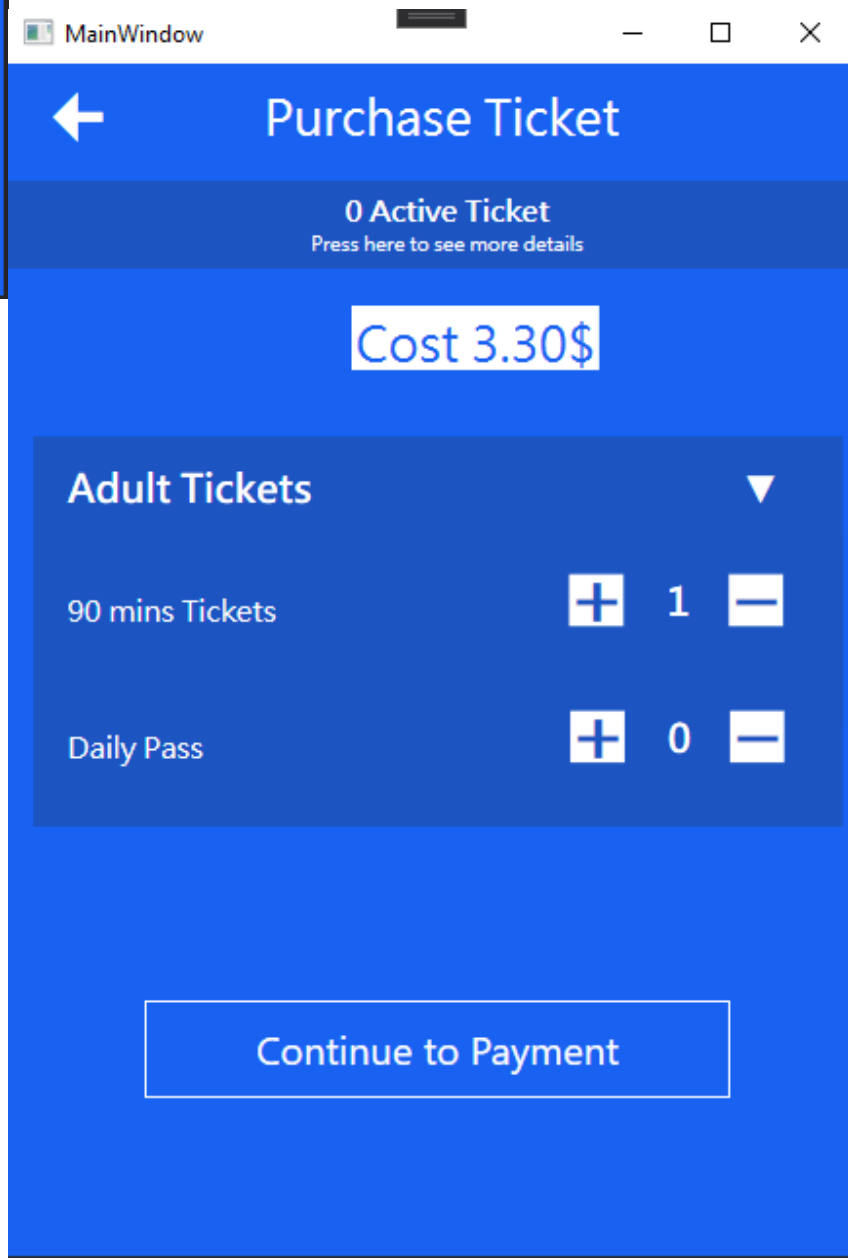 MainWindow
Purchase Ticket
0 Active Ticket
Press here to see more details
Cost 3.30$
Adult Tickets ▼
90 mins Tickets + 1 −
Daily Pass + 0 −
Continue to Payment